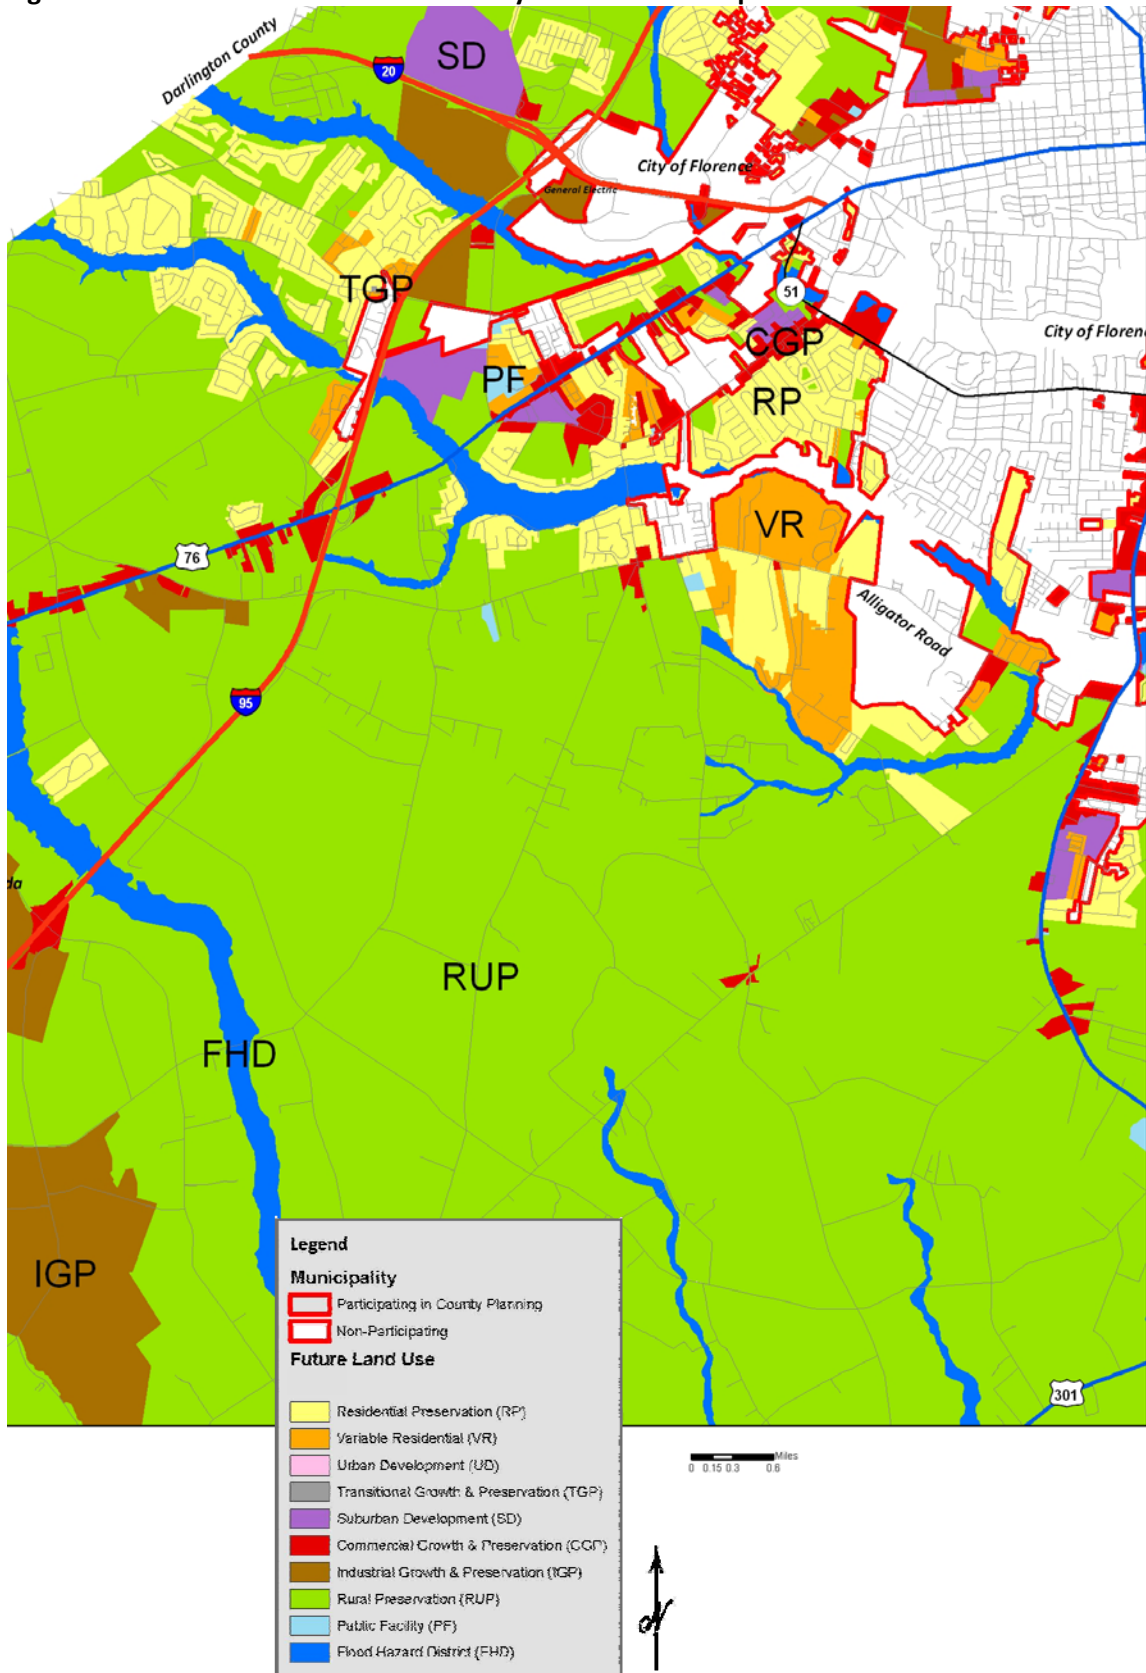 Darlington County
SD
20
City of Florence
General Electric
TGP
51
City of Floren
CGP
PF
RP
VR
76
Alligator Road
95
da
RUP
FHD
IGP
301
Legend
Municipality
Participating in County Planning
Non-Participating
Future Land Use
Residential Preservation (RP)
Variable Residential (VR)
Urban Development (UD)
Transitional Growth & Preservation (TGP)
Suburban Development (SD)
Commercial Growth & Preservation (CGP)
Industrial Growth & Preservation (IGP)
Rural Preservation (RUP)
Public Facility (PF)
Flood Hazard District (FHD)
Miles
0 0.15 0.3 0.6
N